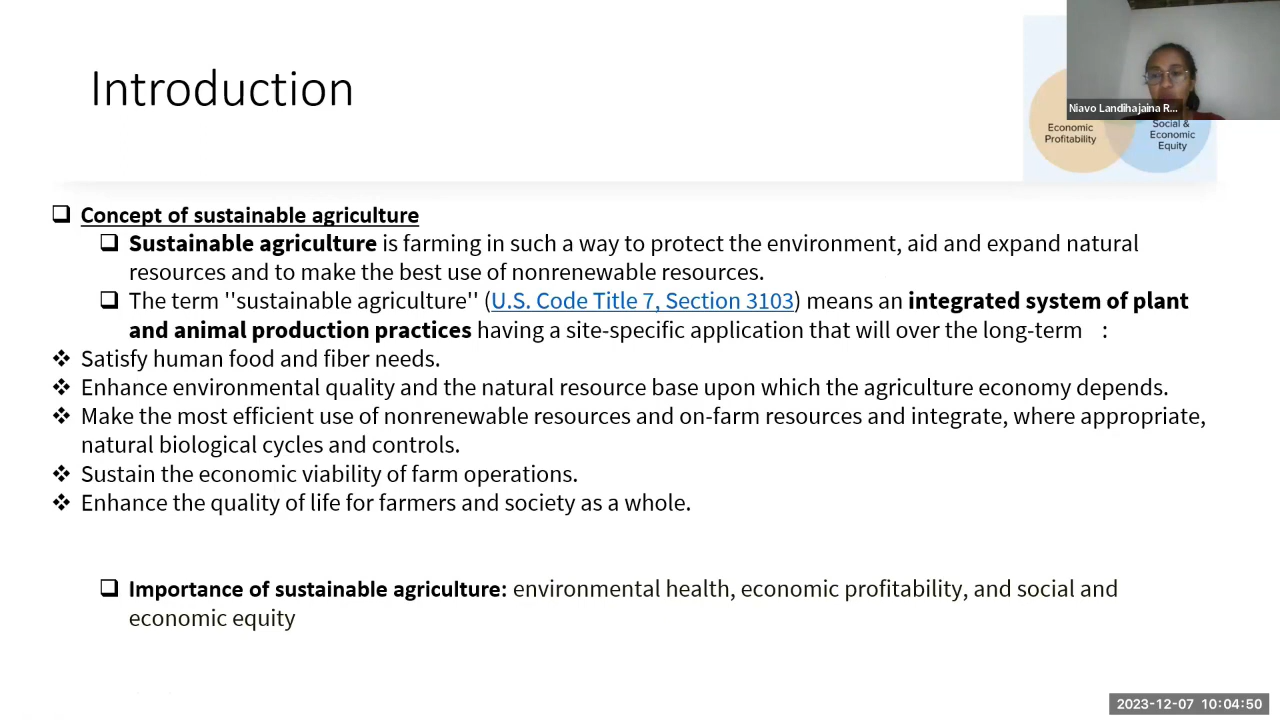 Introduction
Niavo Landihajaina R...
Economic
Profitability
Social &
Economic
Equity
❑ Concept of sustainable agriculture
❑ Sustainable agriculture is farming in such a way to protect the environment, aid and expand natural
resources and to make the best use of nonrenewable resources.
❑ The term ''sustainable agriculture'' (U.S. Code Title 7, Section 3103) means an integrated system of plant
and animal production practices having a site-specific application that will over the long-term :
❖ Satisfy human food and fiber needs.
❖ Enhance environmental quality and the natural resource base upon which the agriculture economy depends.
❖ Make the most efficient use of nonrenewable resources and on-farm resources and integrate, where appropriate,
natural biological cycles and controls.
❖ Sustain the economic viability of farm operations.
❖ Enhance the quality of life for farmers and society as a whole.
❑ Importance of sustainable agriculture: environmental health, economic profitability, and social and
economic equity
2023-12-07 10:04:50